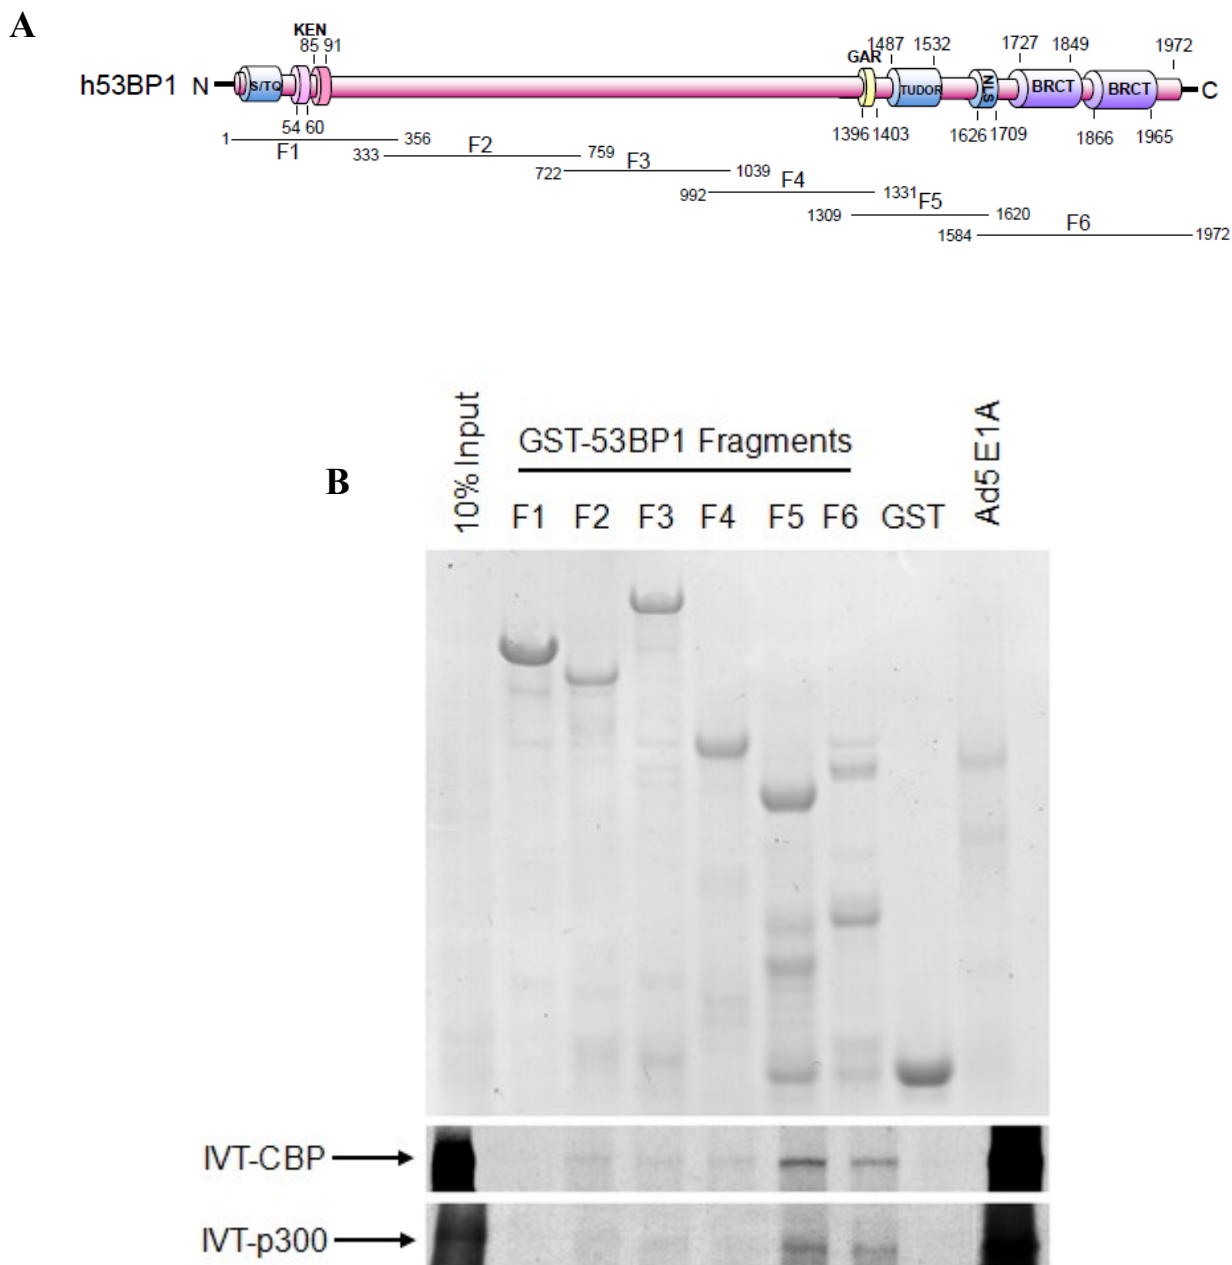 A
KEN
85 91
GAR
1487 1532
1727 1849
1972
h53BP1 N
S/TQ
TUDOR
NLS
BRCT
BRCT
C
54 60
1396 1403
1626 1709
1866 1965
1 F1 356
333 F2 759
722 F3 1039
992 F4 1331
1309 F5 1620
1584 F6 1972
B
10% Input
GST-53BP1 Fragments
F1 F2 F3 F4 F5 F6 GST
Ad5 E1A
IVT-CBP
IVT-p300